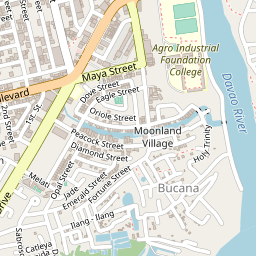 Agro Industrial
Foundation
College
Davao River
Maya Street
Dove Street
Eagle Street
levard
2nd Street
1st. St
Oriole Street
Moonland
Village
Holy Trinity
Peacock Street
Diamond Street
Melati
Opal Street
Jade
Emerald Street
Fortune Street
Bucana
rive
Ilang - Ilang
Sabros
Catleya